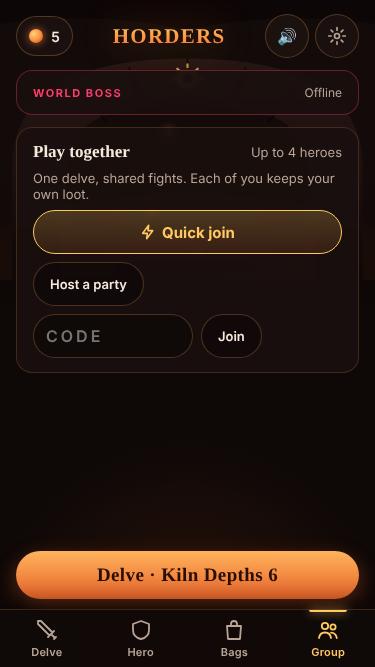 5
HORDERS
WORLD BOSS
Offline
Play together
Up to 4 heroes
One delve, shared fights. Each of you keeps your
own loot.
Quick join
Host a party
CODE
Join
Delve · Kiln Depths 6
Delve
Hero
Bags
Group